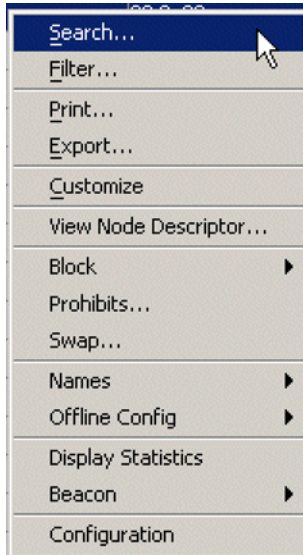 Search...
Filter...
Print...
Export...
Customize
View Node Descriptor...
Block
Prohibits...
Swap...
Names
Offline Config
Display Statistics
Beacon
Configuration